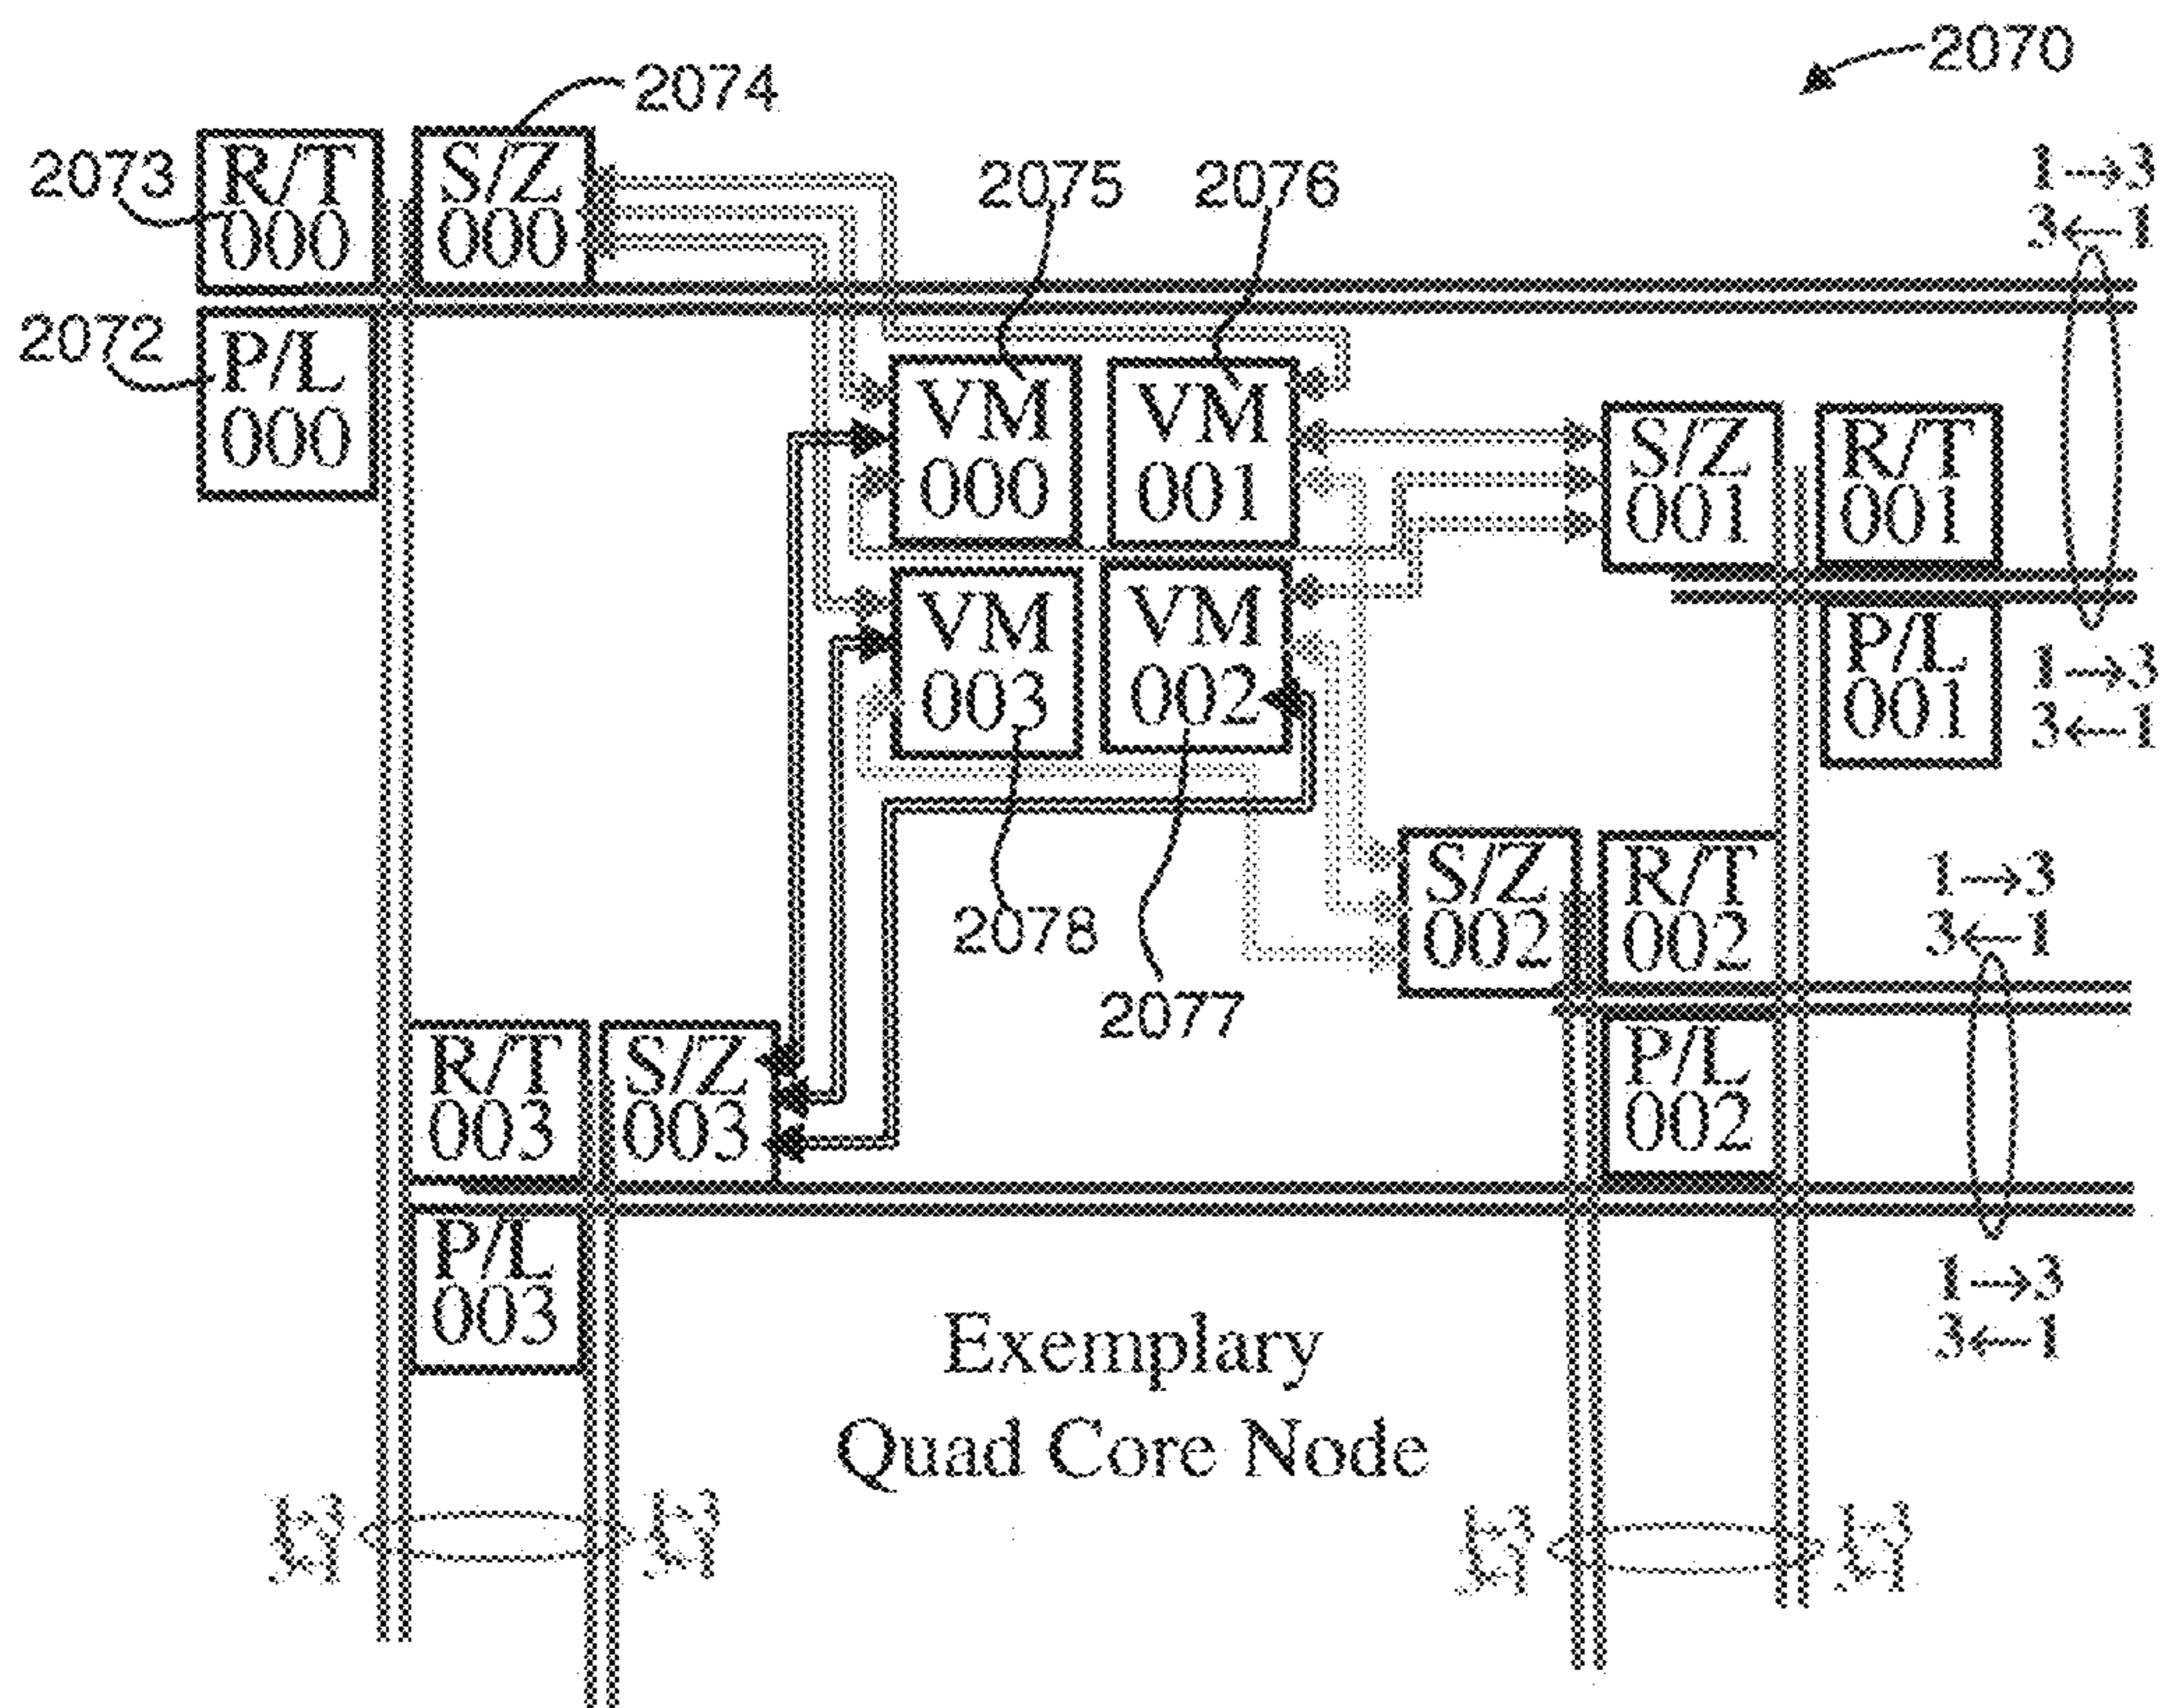 2070
2074
2073
R/T
000
S/Z
000
2075
2076
1→3
3←1
2072
P/L
000
VM
000
VM
001
S/Z
001
R/T
001
VM
003
VM
002
P/L
001
1→3
3←1
S/Z
002
R/T
002
1→3
3←1
2078
2077
R/T
003
S/Z
003
P/L
002
P/L
003
1→3
3←1
Exemplary
Quad Core Node